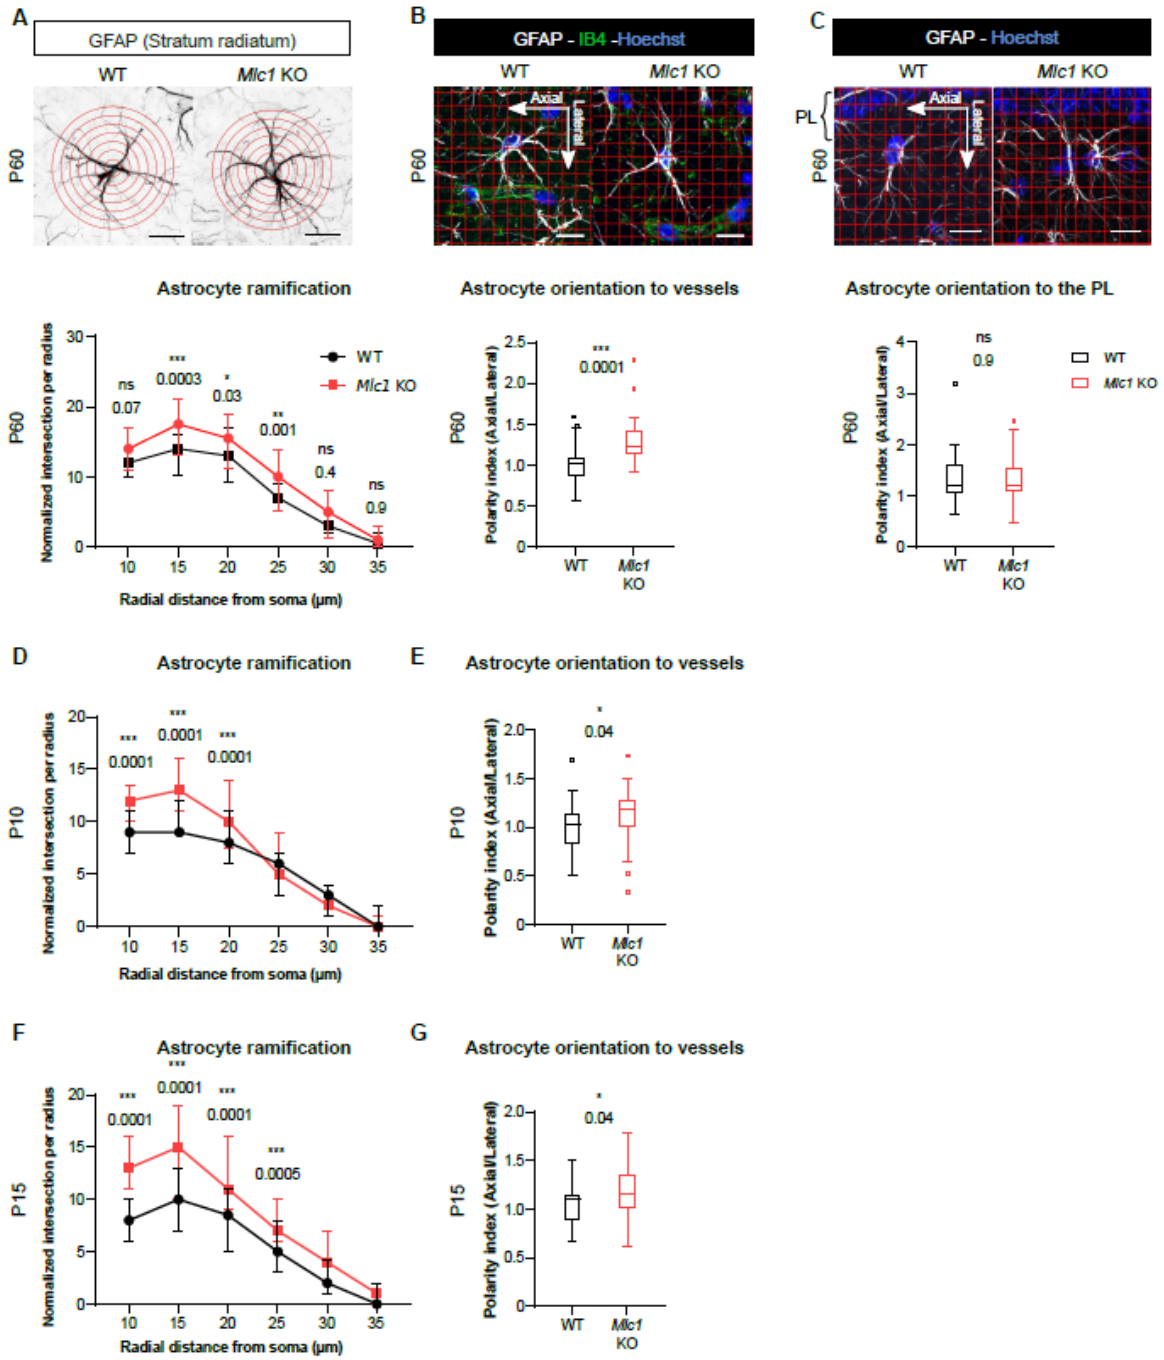 A
GFAP (Stratum radiatum)
WT
Mlc1 KO
P60
B
GFAP - IB4 -Hoechst
WT
Mlc1 KO
Axial
Lateral
P60
C
GFAP - Hoechst
WT
Mlc1 KO
PL
Axial
Lateral
P60
Astrocyte ramification
P60
Normalized intersection per radius
30
20
10
0
ns
0.07
***
0.0003
*
0.03
**
0.001
ns
0.4
ns
0.9
WT
Mlc1 KO
10 15 20 25 30 35
Radial distance from soma (µm)
Astrocyte orientation to vessels
P60
Polarity index (Axial/Lateral)
2.5
2.0
1.5
1.0
0.5
0
***
0.0001
WT
Mlc1
KO
Astrocyte orientation to the PL
P60
Polarity index (Axial/Lateral)
4
3
2
1
0
ns
0.9
WT
Mlc1
KO
WT
Mlc1 KO
D
Astrocyte ramification
P10
Normalized intersection per radius
20
15
10
5
0
***
0.0001
***
0.0001
***
0.0001
10 15 20 25 30 35
Radial distance from soma (µm)
E
Astrocyte orientation to vessels
P10
Polarity index (Axial/Lateral)
2.0
1.5
1.0
0.5
0
*
0.04
WT
Mlc1
KO
F
Astrocyte ramification
P15
Normalized intersection per radius
20
15
10
5
0
***
0.0001
***
0.0001
***
0.0001
***
0.0005
10 15 20 25 30 35
Radial distance from soma (µm)
G
Astrocyte orientation to vessels
P15
Polarity index (Axial/Lateral)
2.0
1.5
1.0
0.5
0
*
0.04
WT
Mlc1
KO